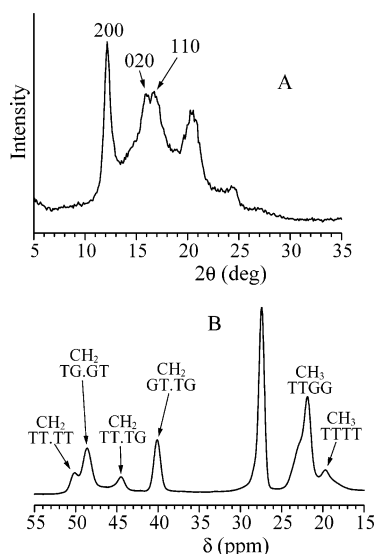 200
020
110
A
Intensity
5 10 15 20 25 30 35
2θ (deg)
B
CH2
TG.GT
CH2
GT.TG
CH3
TTGG
CH2
TT.TT
CH2
TT.TG
CH3
TTTT
55 50 45 40 35 30 25 20 15
δ (ppm)